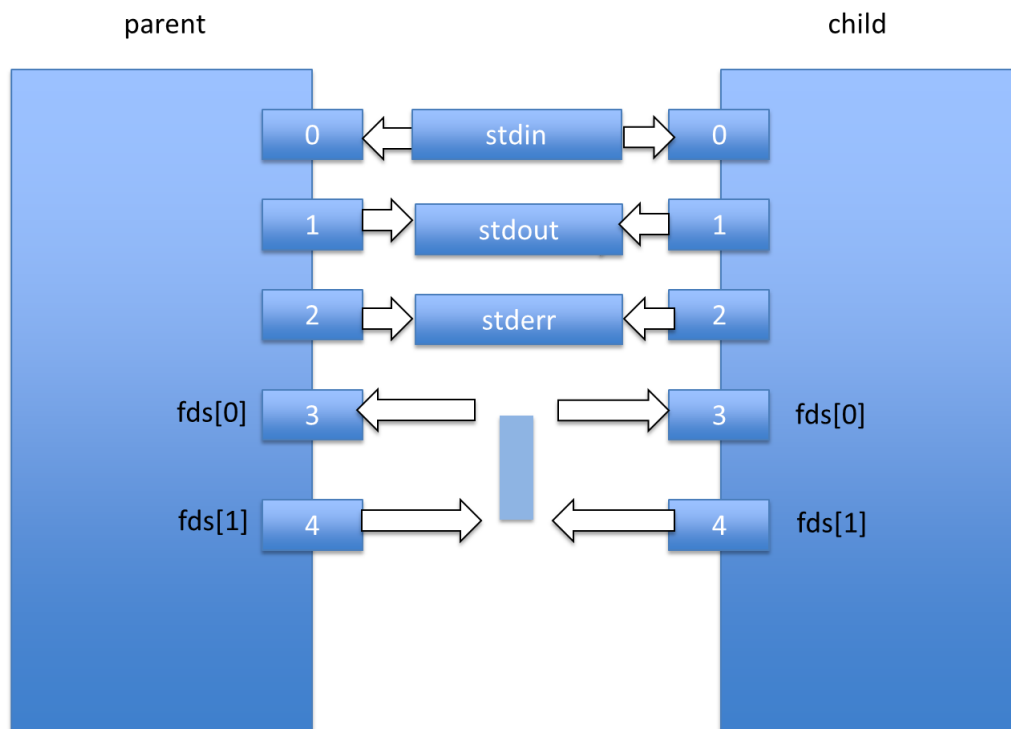 parent
child
0
stdin
0
1
stdout
1
2
stderr
2
fds[0]
3
3
fds[0]
fds[1]
4
4
fds[1]